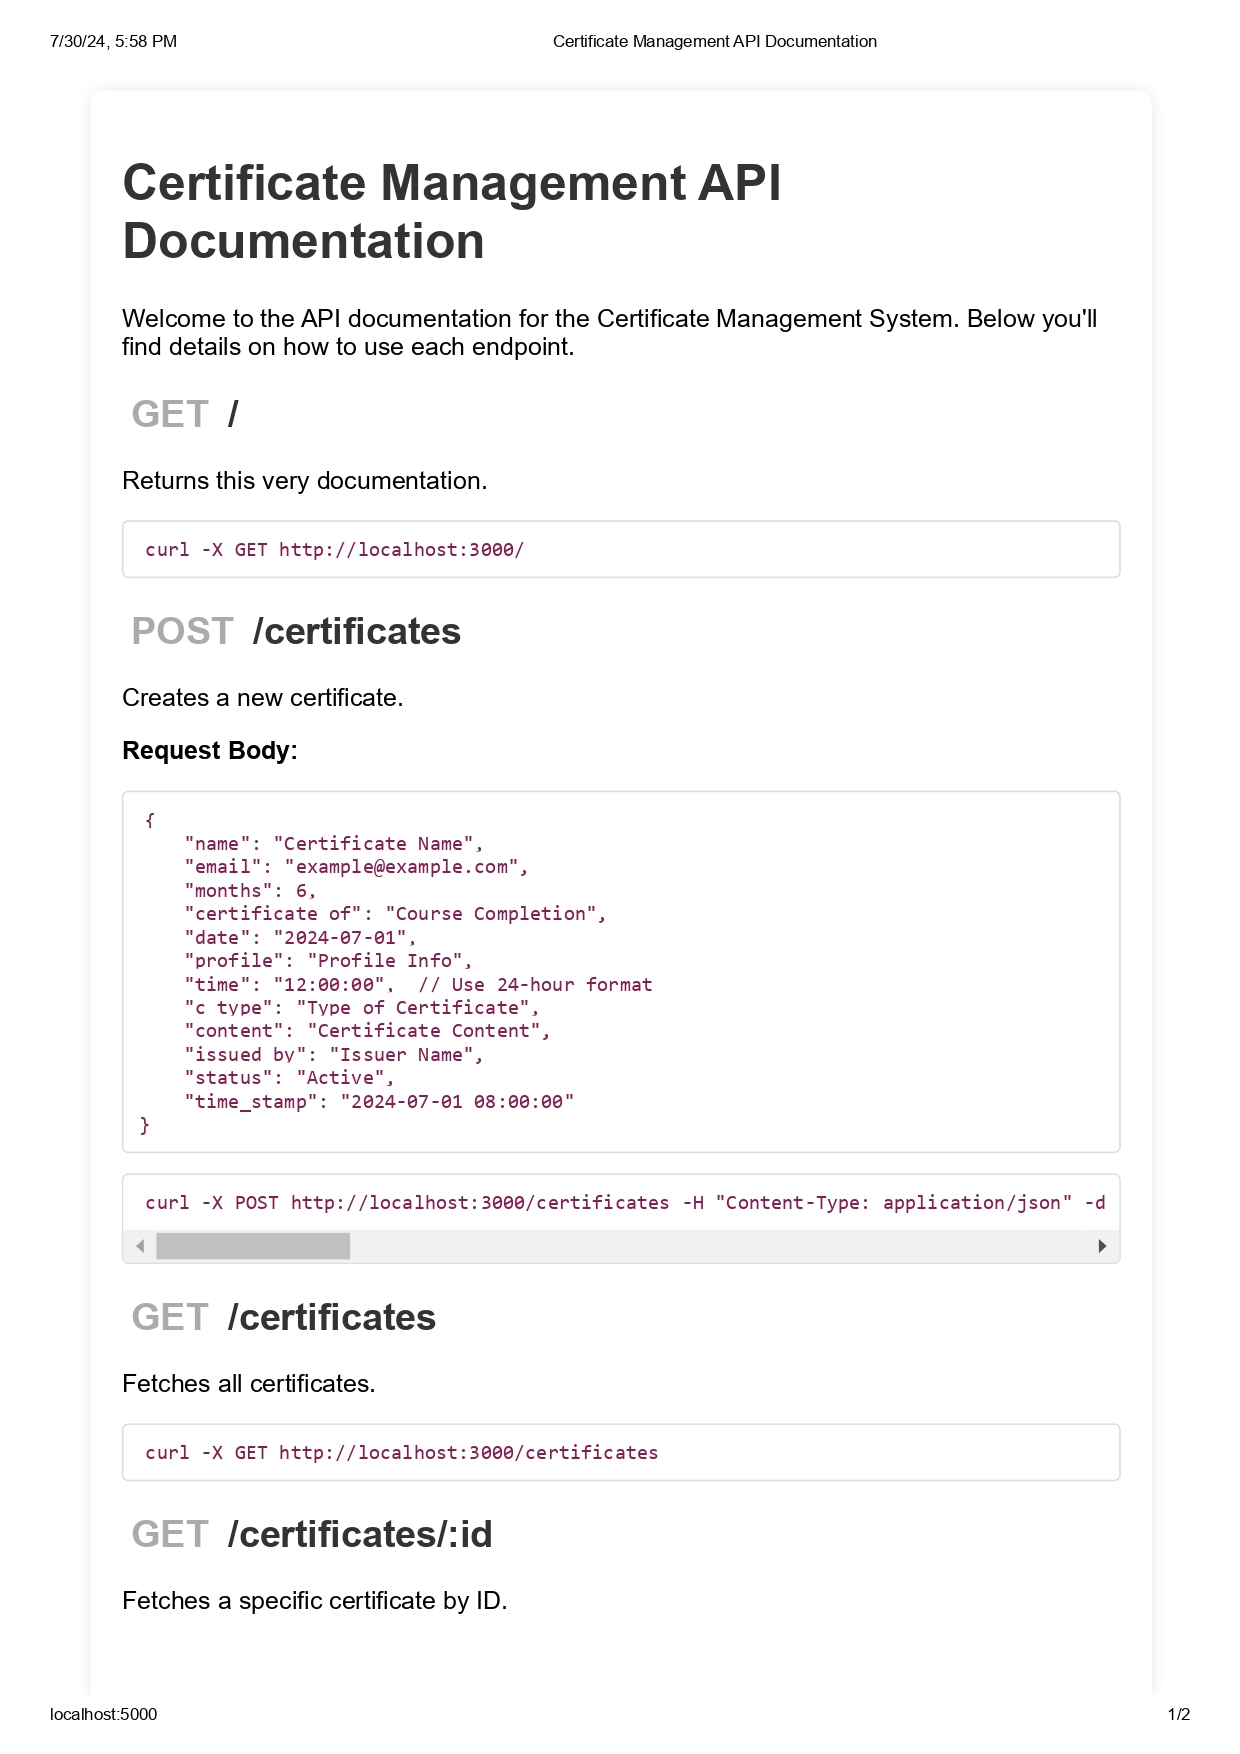 7/30/24, 5:58 PM
Certificate Management API Documentation
Certificate Management API
Documentation
Welcome to the API documentation for the Certificate Management System. Below you'll
find details on how to use each endpoint.
GET /
Returns this very documentation.
curl -X GET http://localhost:3000/
POST /certificates
Creates a new certificate.
Request Body:
{
    "name": "Certificate Name",
    "email": "example@example.com",
    "months": 6,
    "certificate of": "Course Completion",
    "date": "2024-07-01",
    "profile": "Profile Info",
    "time": "12:00:00",  // Use 24-hour format
    "c type": "Type of Certificate",
    "content": "Certificate Content",
    "issued by": "Issuer Name",
    "status": "Active",
    "time_stamp": "2024-07-01 08:00:00"
}
curl -X POST http://localhost:3000/certificates -H "Content-Type: application/json" -d
GET /certificates
Fetches all certificates.
curl -X GET http://localhost:3000/certificates
GET /certificates/:id
Fetches a specific certificate by ID.
localhost:5000
1/2